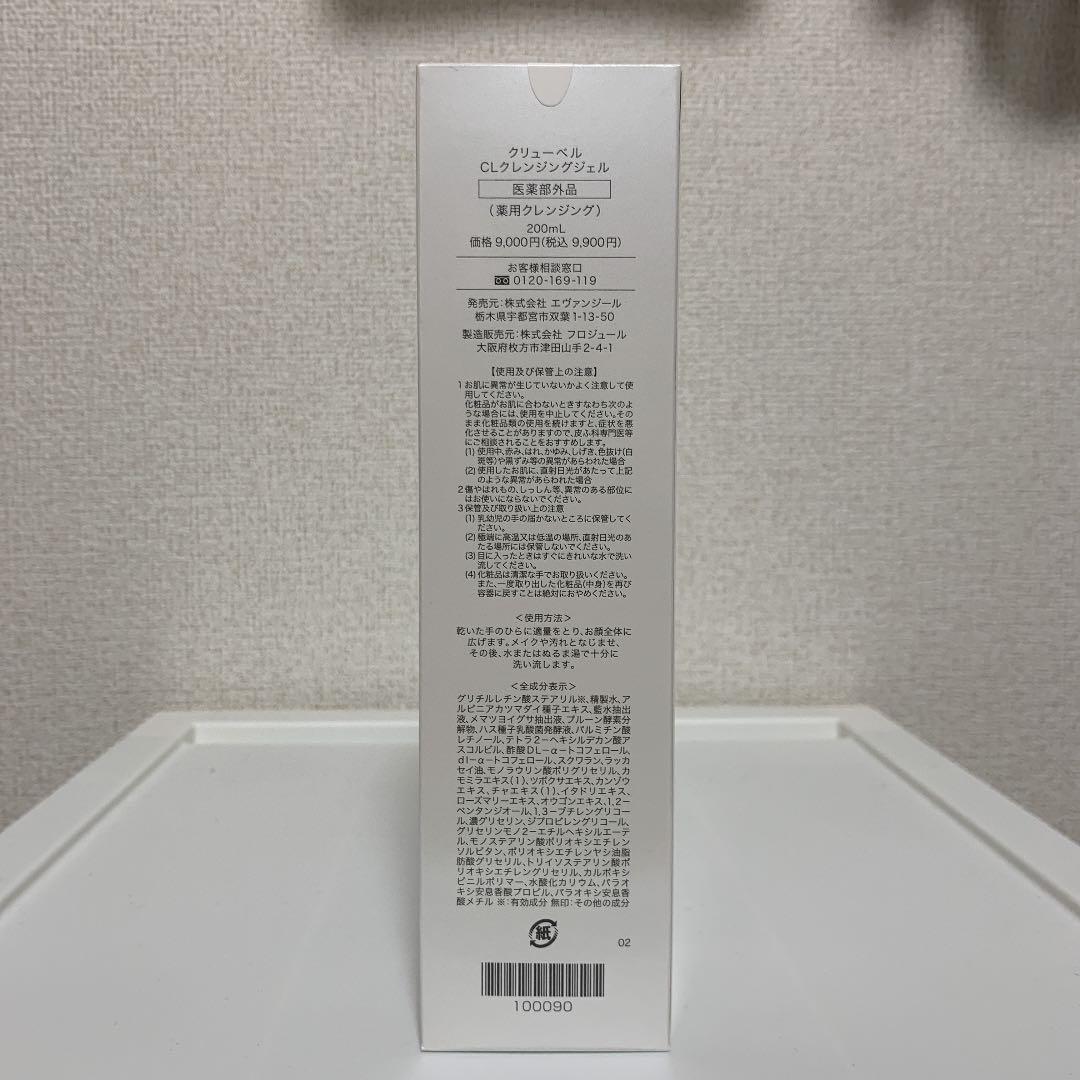 クリューベル
CLクレンジングジェル
医薬部外品
(薬用クレンジング)
200mL
価格 9,000円(税込 9,900円)
お客様相談窓口
0120-169-119
発売元:株式会社 エヴァンジール
栃木県宇都宮市双葉1-13-50
製造販売元:株式会社 フロジュール
大阪府枚方市津田山手2-4-1
【使用及び保管上の注意】
1 お肌に異常が生じていないかよく注意して使
用してください。
化粧品がお肌に合わないときすなわち次のよ
うな場合には、使用を中止してください。その
まま化粧品類の使用を続けますと、症状を悪
化させることがありますので、皮ふ科専門医等
にご相談されることをおすすめします。
(1) 使用中、赤み、はれ、かゆみ、しげき、色抜け(白
斑等)や黒ずみ等の異常があらわれた場合
(2) 使用したお肌に、直射日光があたって上記
のような異常があらわれた場合
2 傷やはれもの、しっしん等、異常のある部位に
はお使いにならないでください。
3 保管及び取り扱い上の注意
(1) 乳幼児の手の届かないところに保管してく
ださい。
(2) 極端に高温又は低温の場所、直射日光のあ
たる場所には保管しないでください。
(3) 目に入ったときはすぐにきれいな水で洗い
流してください。
(4) 化粧品は清潔な手でお取り扱いください。
また、一度取り出した化粧品(中身)を再び
容器に戻すことは絶対におやめください。
<使用方法>
乾いた手のひらに適量をとり、お顔全体に
広げます。メイクや汚れとなじませ、
その後、水またはぬるま湯で十分に
洗い流します。
<全成分表示>
グリチルレチン酸ステアリル※、精製水、ア
ルピニアカツマダイ種子エキス、藍水抽出
液、メマツヨイグサ抽出液、プルーン酵素分
解物、ハス種子乳酸菌発酵液、パルミチン酸
レチノール、テトラ2-ヘキシルデカン酸ア
スコルビル、酢酸DL-α-トコフェロール、
dl-α-トコフェロール、スクワラン、ラッカ
セイ油、モノラウリン酸ポリグリセリル、カ
モミラエキス(1)、ツボクサエキス、カンゾウ
エキス、チャエキス(1)、イタドリエキス、
ローズマリーエキス、オウゴンエキス、1,2-
ペンタンジオール、1,3-ブチレングリコー
ル、濃グリセリン、ジプロピレングリコール、
グリセリンモノ2-エチルヘキシルエーテ
ル、モノステアリン酸ポリオキシエチレン
ソルビタン、ポリオキシエチレンヤシ油脂
肪酸グリセリル、トリイソステアリン酸ポ
リオキシエチレングリセリル、カルボキシ
ビニルポリマー、水酸化カリウム、パラオ
キシ安息香酸プロピル、パラオキシ安息香
酸メチル ※:有効成分 無印:その他の成分
紙
02
100090